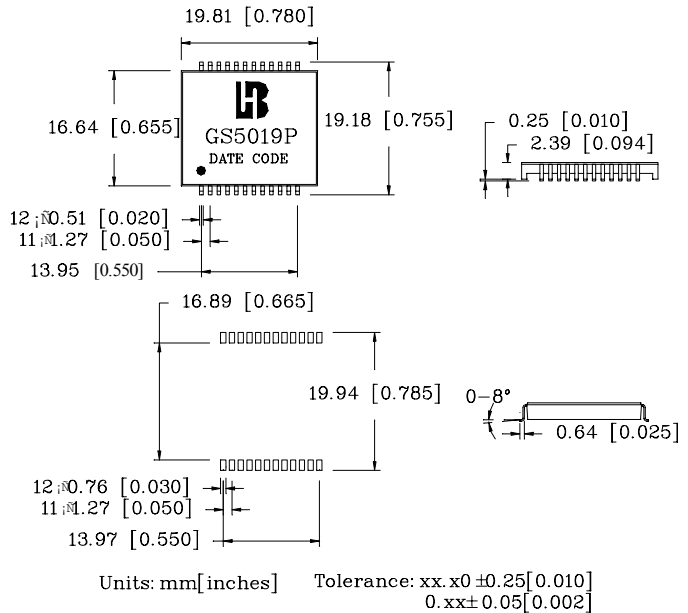 19.81 [0.780]
HB
GS5019P
DATE CODE
16.64 [0.655]
19.18 [0.755]
0.25 [0.010]
2.39 [0.094]
12 ¡Ñ0.51 [0.020]
11 ¡Ñ1.27 [0.050]
13.95 [0.550]
16.89 [0.665]
19.94 [0.785]
0-8°
0.64 [0.025]
12 ¡Ñ0.76 [0.030]
11 ¡Ñ1.27 [0.050]
13.97 [0.550]
Units: mm[inches] Tolerance: xx.x0 ±0.25[0.010]
0.xx± 0.05[0.002]